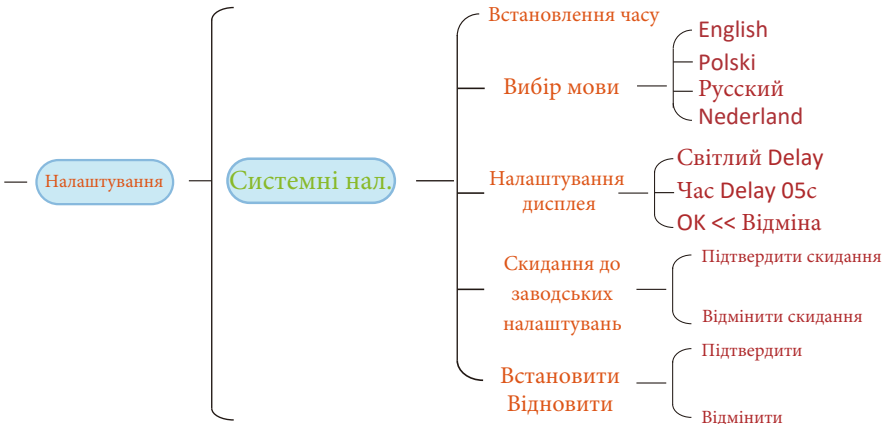 Налаштування
Системні нал.
Встановлення часу
Вибір мови
English
Polski
Русский
Nederland
Налаштування
дисплея
Світлий Delay
Час Delay 05с
OK << Відміна
Скидання до
заводських
налаштувань
Підтвердити скидання
Відмінити скидання
Встановити
Відновити
Підтвердити
Відмінити